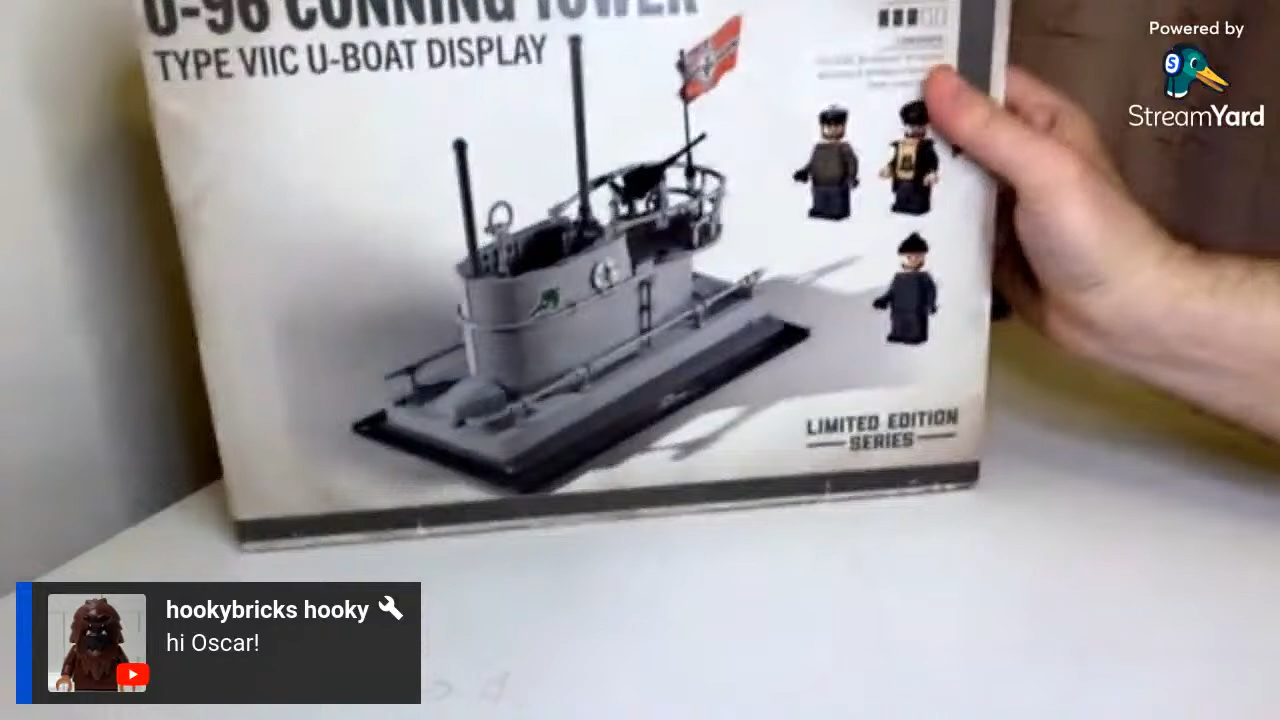 U-96 CONNING TOWER
TYPE VIIC U-BOAT DISPLAY
Powered by
StreamYard
LIMITED EDITION
SERIES
hookybricks hooky
hi Oscar!